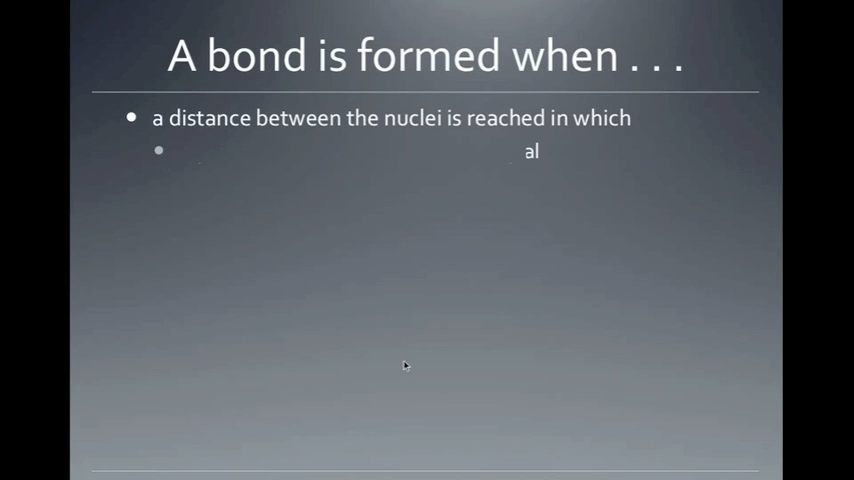 A bond is formed when . . .
• a distance between the nuclei is reached in which
• al